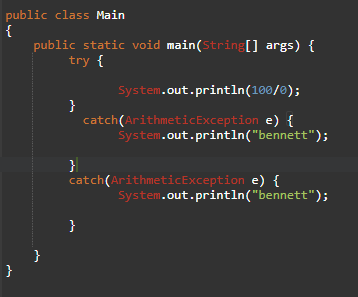 public class Main
{
public static void main(String[] args) {
try {
System.out.println(100/0);
}
catch(ArithmeticException e) {
System.out.println("bennett");
}
catch(ArithmeticException e) {
System.out.println("bennett");
}
}
}